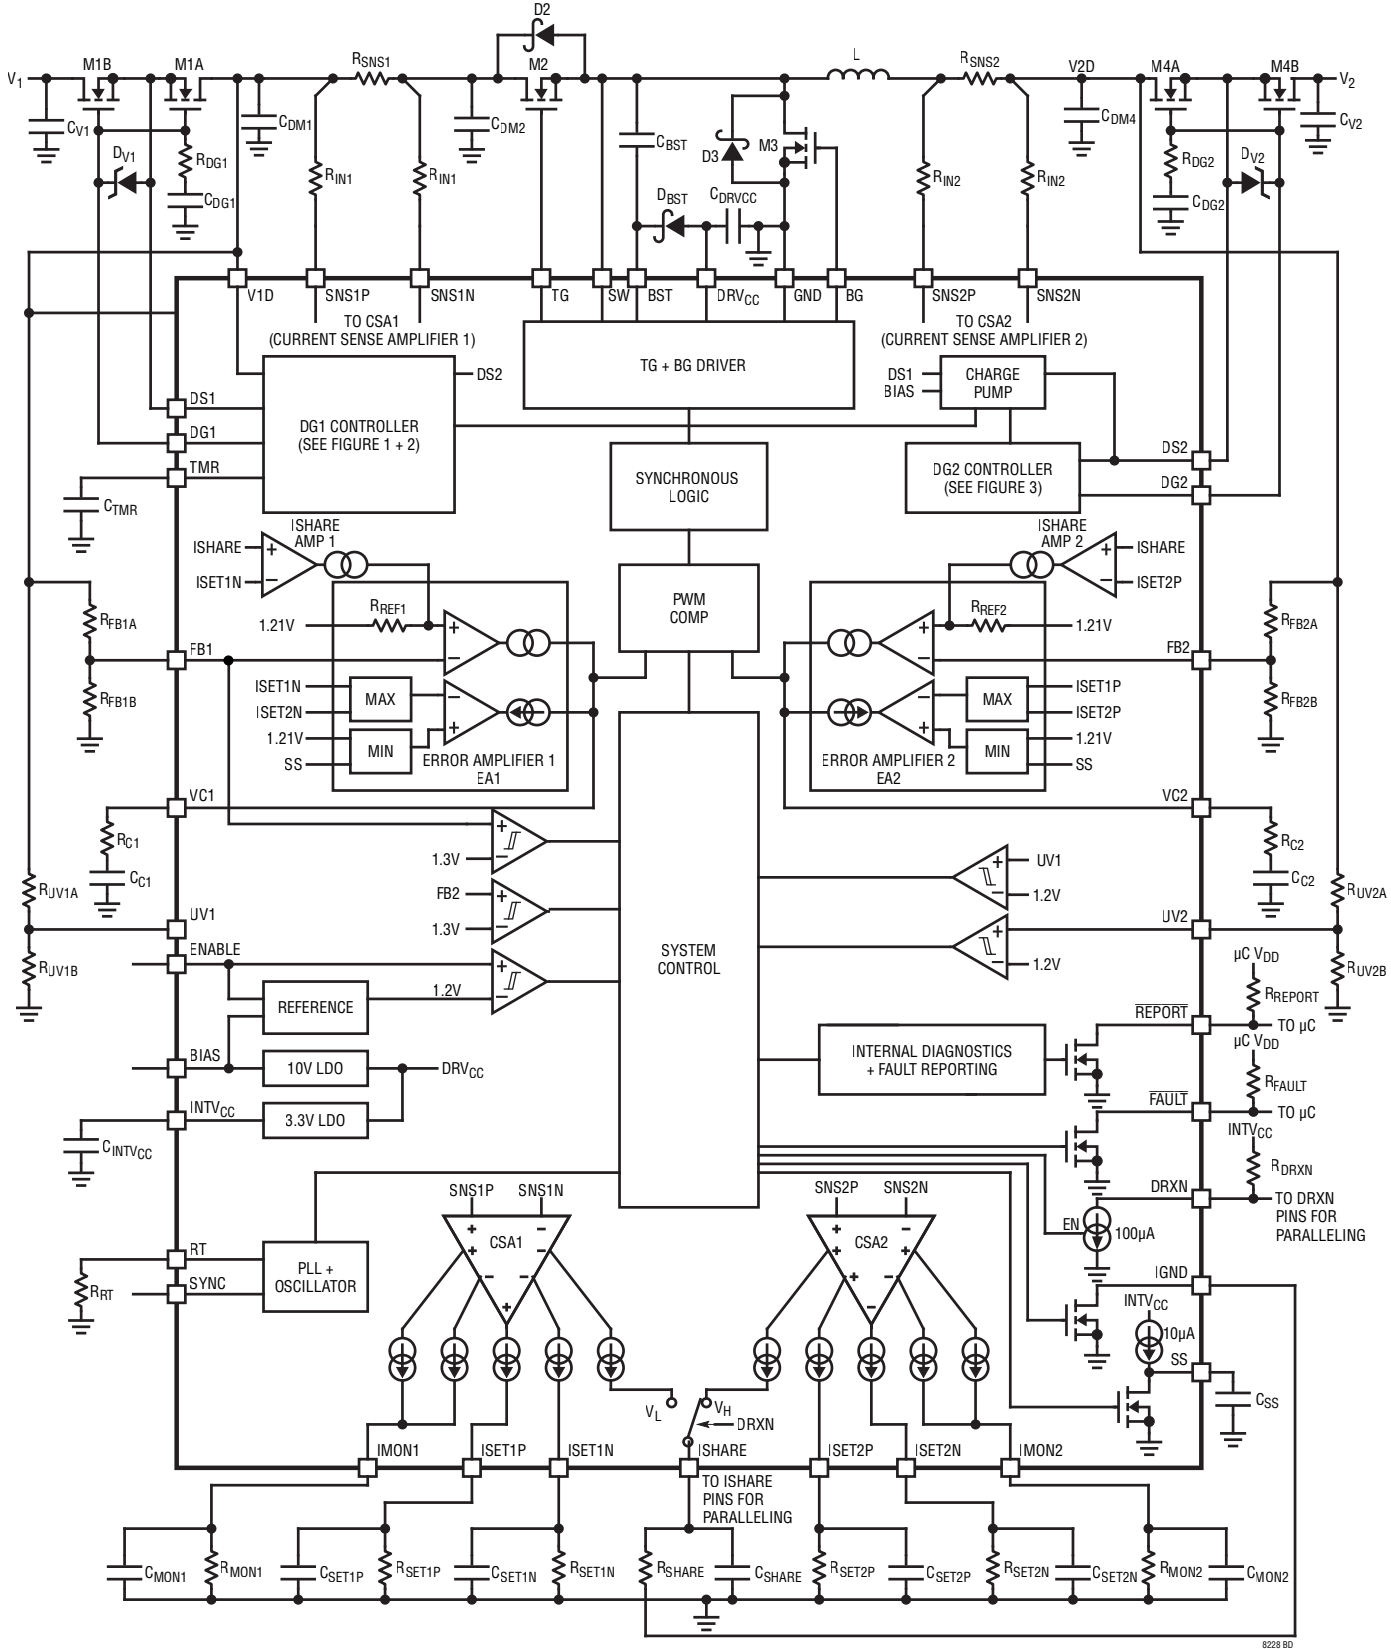 D2
V1 M1B M1A RSNS1 M2 L RSNS2 V2D M4A M4B V2
CV1 CDM1 CDM2 CBST D3 M3 CDM4 CV2
DV1 RDG1 RIN1 RIN1 RIN2 RIN2 RDG2 DV2
CDG1 DBST CDRVCC CDG2
V1D SNS1P SNS1N TG SW BST DRVCC GND BG SNS2P SNS2N
TO CSA1
(CURRENT SENSE AMPLIFIER 1)
TO CSA2
(CURRENT SENSE AMPLIFIER 2)
TG + BG DRIVER
DS2
DS1
BIAS
CHARGE
PUMP
DS1
DG1
TMR
CTMR
DG1 CONTROLLER
(SEE FIGURE 1 + 2)
SYNCHRONOUS
LOGIC
DG2 CONTROLLER
(SEE FIGURE 3)
DS2
DG2
ISHARE
AMP 1
ISHARE +
ISET1N –
ISHARE
AMP 2
+ ISHARE
– ISET2P
PWM
COMP
RREF1
1.21V
+
–
RREF2
1.21V
+
–
RFB1A
FB1
RFB1B
RFB2A
FB2
RFB2B
ISET1N
ISET2N
MAX
–
1.21V
SS
MIN
+
ERROR AMPLIFIER 1
EA1
ISET1P
ISET2P
MAX
–
1.21V
SS
MIN
+
ERROR AMPLIFIER 2
EA2
VC1
RC1
CC1
VC2
RC2
CC2
+
1.3V –
FB2 +
1.3V –
+ UV1
– 1.2V
+
– 1.2V
RUV1A
UV1
RUV1B
ENABLE
RUV2A
UV2
RUV2B
+
1.2V –
REFERENCE
SYSTEM
CONTROL
BIAS
10V LDO
DRVCC
INTVCC
3.3V LDO
CINTVCC
µC VDD
RREPORT
REPORT
TO µC
INTERNAL DIAGNOSTICS
+ FAULT REPORTING
µC VDD
RFAULT
FAULT
TO µC
INTVCC
RDRXN
DRXN
TO DRXN
PINS FOR
PARALLELING
EN
100µA
IGND
RT
SYNC
RRT
PLL +
OSCILLATOR
SNS1P SNS1N
+ –
+ CSA1 –
– –
+
SNS2P SNS2N
+ –
+ CSA2 –
+ –
–
INTVCC
10µA
SS
CSS
VL VH
DRXN
IMON1 ISET1P ISET1N ISHARE ISET2P ISET2N IMON2
TO ISHARE
PINS FOR
PARALLELING
CMON1 RMON1 CSET1P RSET1P CSET1N RSET1N RSHARE CSHARE RSET2P CSET2P RSET2N CSET2N RMON2 CMON2
8228 BD